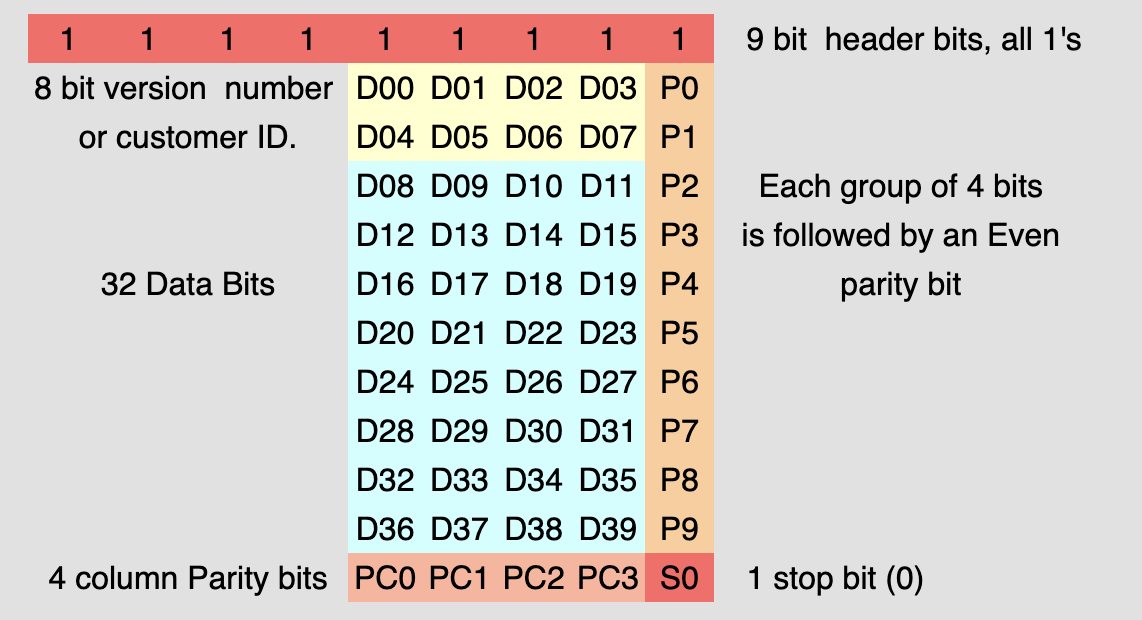 1 1 1 1 1 1 1 1 1 9 bit header bits, all 1's
8 bit version number D00 D01 D02 D03 P0
or customer ID. D04 D05 D06 D07 P1
D08 D09 D10 D11 P2 Each group of 4 bits
D12 D13 D14 D15 P3 is followed by an Even
32 Data Bits D16 D17 D18 D19 P4 parity bit
D20 D21 D22 D23 P5
D24 D25 D26 D27 P6
D28 D29 D30 D31 P7
D32 D33 D34 D35 P8
D36 D37 D38 D39 P9
4 column Parity bits PC0 PC1 PC2 PC3 S0 1 stop bit (0)